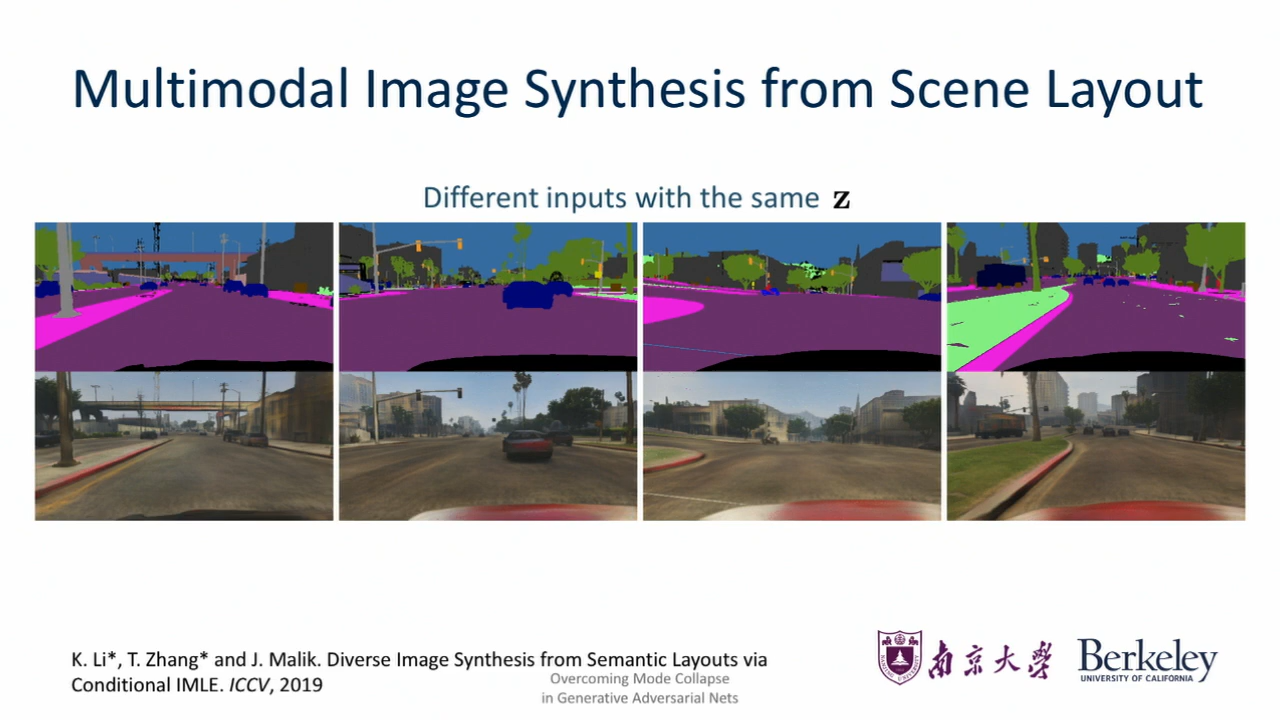 Multimodal Image Synthesis from Scene Layout
Different inputs with the same z
K. Li*, T. Zhang* and J. Malik. Diverse Image Synthesis from Semantic Layouts via
Conditional IMLE. ICCV, 2019
Overcoming Mode Collapse
in Generative Adversarial Nets
南京大学
Berkeley
UNIVERSITY OF CALIFORNIA